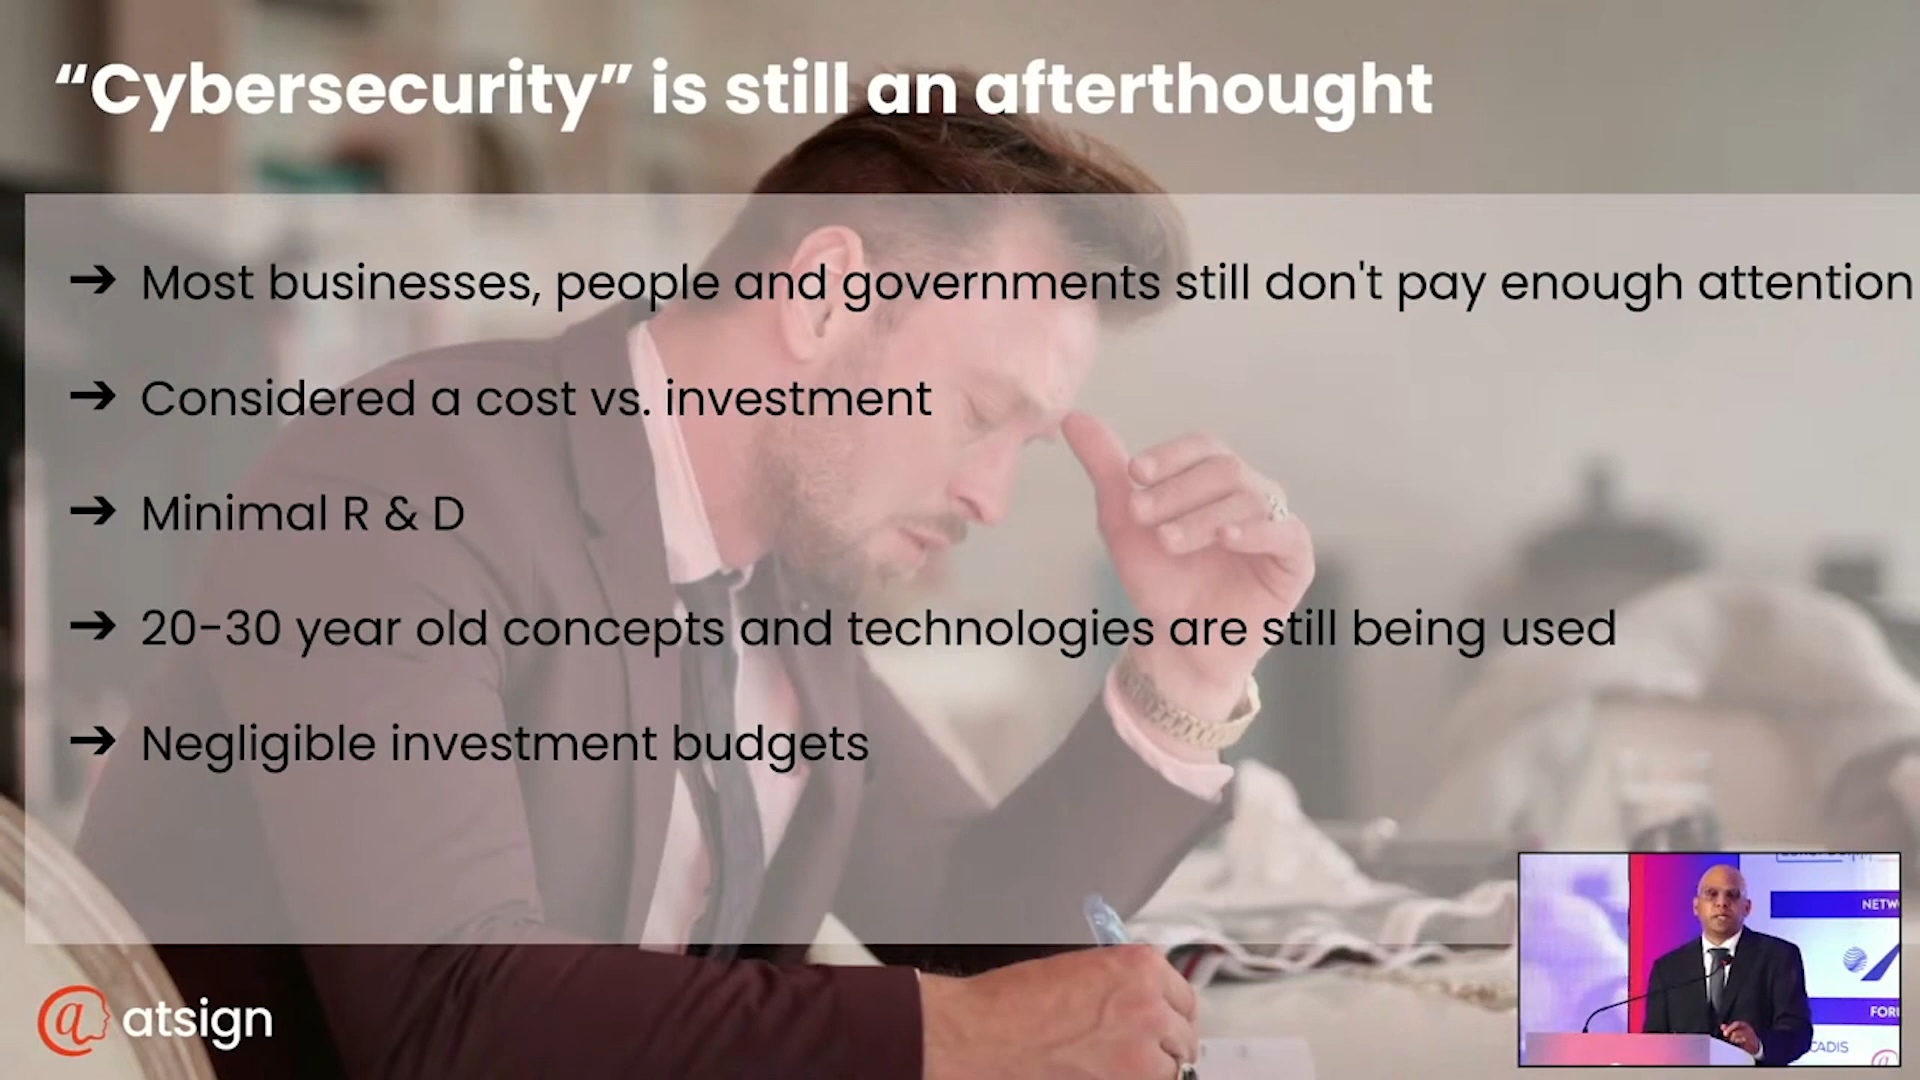 “Cybersecurity” is still an afterthought
➔ Most businesses, people and governments still don't pay enough attention
➔ Considered a cost vs. investment
➔ Minimal R & D
➔ 20-30 year old concepts and technologies are still being used
➔ Negligible investment budgets
@ atsign